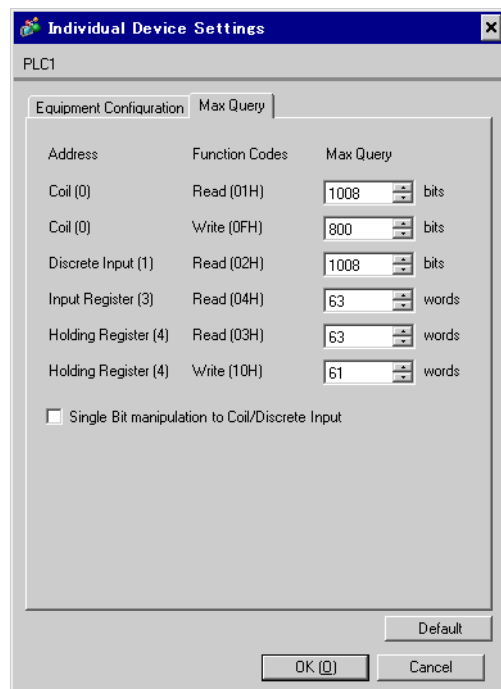 Individual Device Settings
PLC1
Equipment Configuration Max Query
Address Function Codes Max Query
Coil (0) Read (01H) 1008 bits
Coil (0) Write (0FH) 800 bits
Discrete Input (1) Read (02H) 1008 bits
Input Register (3) Read (04H) 63 words
Holding Register (4) Read (03H) 63 words
Holding Register (4) Write (10H) 61 words
Single Bit manipulation to Coil/Discrete Input
Default
OK (O) Cancel